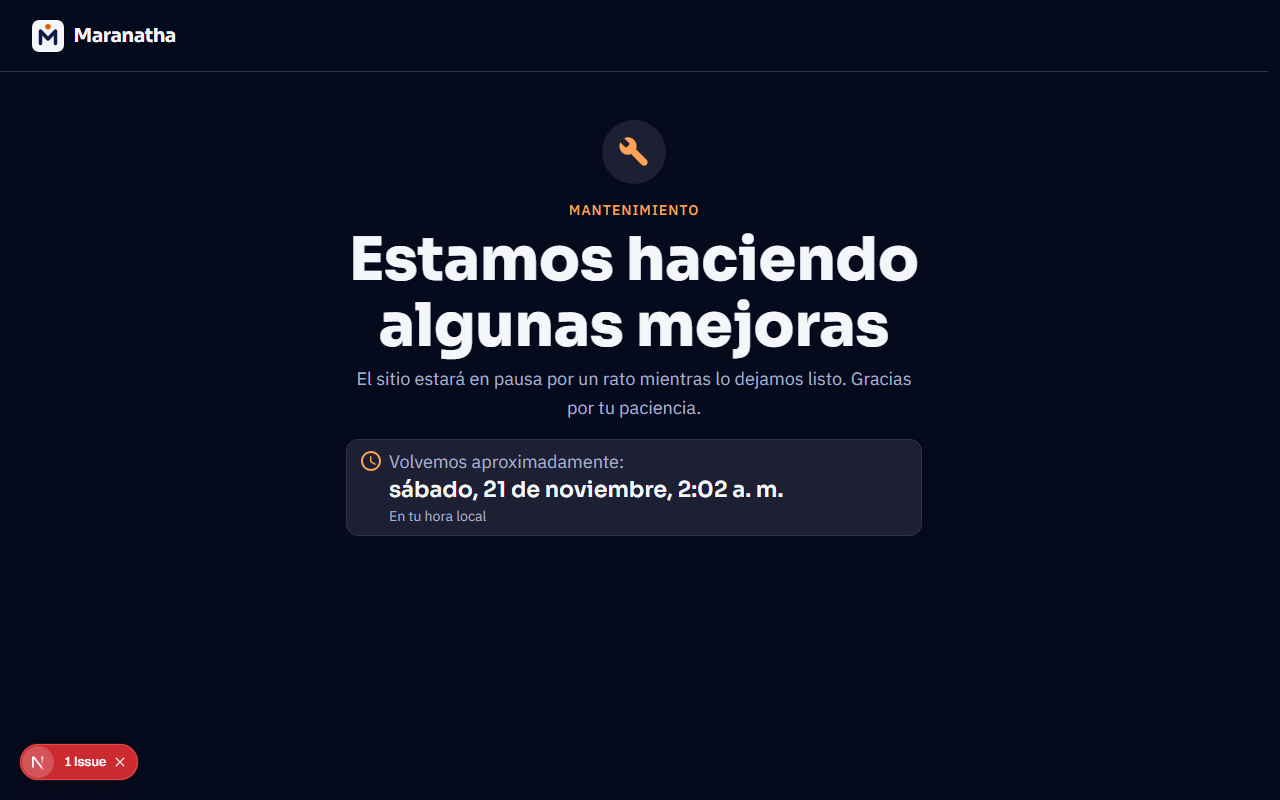 Maranatha
MANTENIMIENTO
Estamos haciendo
algunas mejoras
El sitio estará en pausa por un rato mientras lo dejamos listo. Gracias
por tu paciencia.
Volvemos aproximadamente:
sábado, 21 de noviembre, 2:02 a. m.
En tu hora local
N 1 Issue